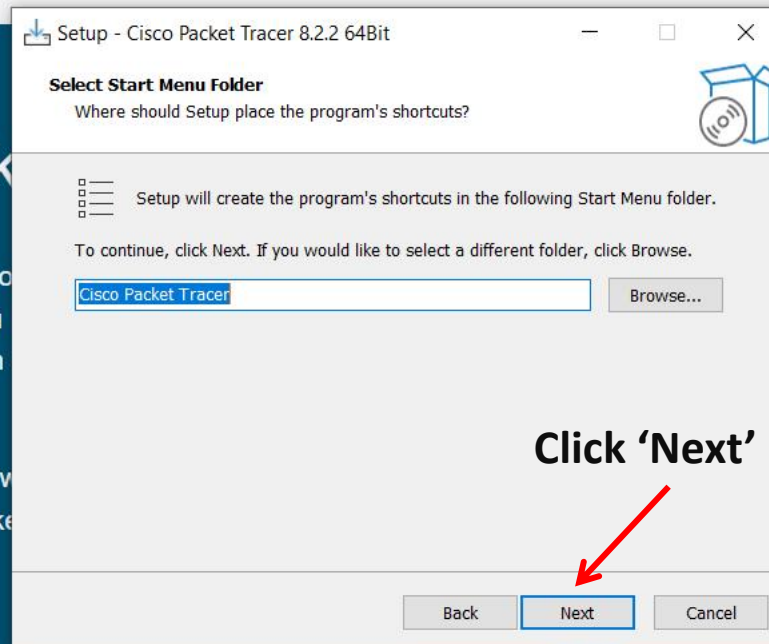 Setup - Cisco Packet Tracer 8.2.2 64Bit
Select Start Menu Folder
Where should Setup place the program's shortcuts?
Setup will create the program's shortcuts in the following Start Menu folder.
To continue, click Next. If you would like to select a different folder, click Browse.
Cisco Packet Tracer
Browse...
Click ‘Next’
Back
Next
Cancel